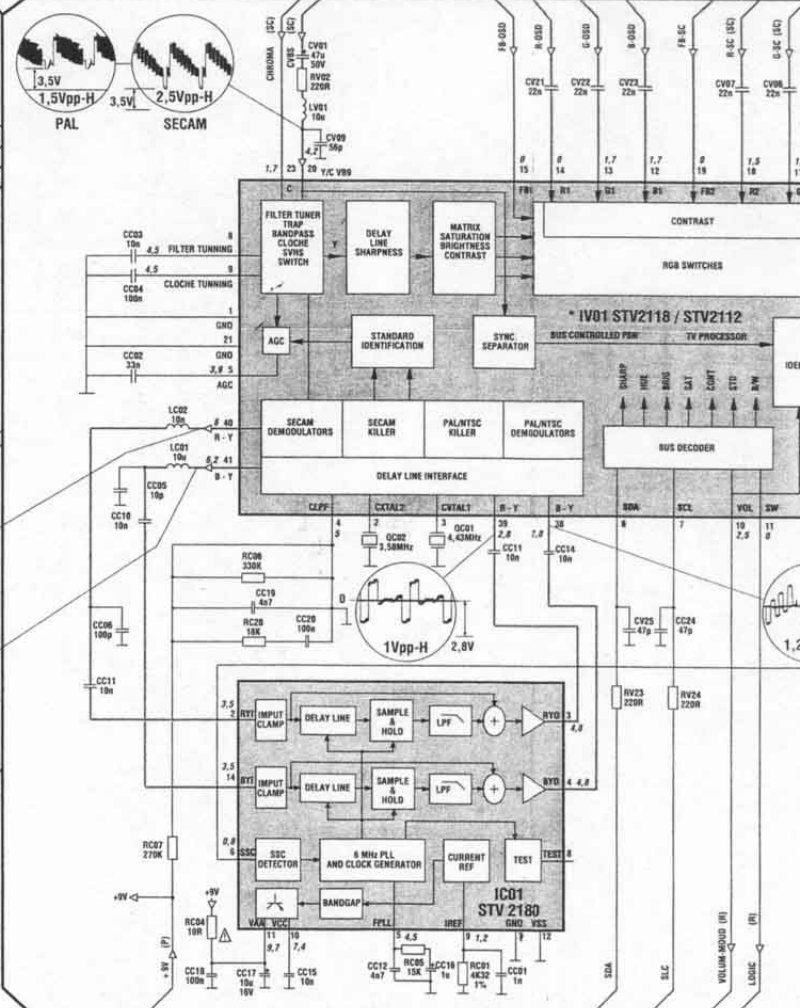 CHROMA (SC)
CVBS (SC)
CV01
47u
50V
RV02
220R
LV01
10u
CV09
56p
4,2
FB-OSD
R-OSD
G-OSD
B-OSD
FB-SC
R-SC (SC)
G-SC (SC)
CV21
22n
CV22
22n
CV23
22n
CV07
22n
CV06
22n
3,5V
1,5Vpp-H
3,5V
2,5Vpp-H
PAL
SECAM
1,7 23 20 Y/C VB9
0
15
0
14
1,7
13
1,7
12
0
19
1,5
18
C
FB1
R1
G1
B1
FB2
R2
FILTER TUNER
TRAP
BANDPASS
CLOCHE
SVHS
SWITCH
Y
DELAY
LINE
SHARPNESS
MATRIX
SATURATION
BRIGHTNESS
CONTRAST
CONTRAST
RGB SWITCHES
CC03
10n
4,5
8
FILTER TUNNING
4,5
9
CLOCHE TUNNING
CC04
100n
1
GND
21
GND
CC02
33n
3,8 5
AGC
AGC
STANDARD
IDENTIFICATION
SYNC
SEPARATOR
* IV01 STV2118 / STV2112
BUS CONTROLLED PBN TV PROCESSOR
SHARP
HUE
BRIG
SAT
CONT
STD
B/W
BUS DECODER
LC02
10u
6 40
R - Y
LC01
10u
6,2 41
B - Y
SECAM
DEMODULATORS
SECAM
KILLER
PAL/NTSC
KILLER
PAL/NTSC
DEMODULATORS
DELAY LINE INTERFACE
CC05
10p
CC10
10n
CLPF
CXTAL2
CVTAL1
R - Y
B - Y
SDA
SCL
VOL
SW
4
5
2
3
39
2,8
38
7
10
2,5
11
0
QC02
3,58MHz
QC01
4,43MHz
CC11
10n
CC14
10n
RC06
330K
CC19
4n7
0
RC20
18K
CC20
100n
1Vpp-H
2,8V
CC06
100p
CC11
10n
CV25
47p
CC24
47p
1,2
RV23
220R
RV24
220R
3,5
2
RYI
IMPUT
CLAMP
DELAY LINE
SAMPLE
&
HOLD
LPF
+
RYO 3
4,8
3,5
14
BYI
IMPUT
CLAMP
DELAY LINE
SAMPLE
&
HOLD
LPF
+
BYO 4 4,8
RC07
270K
0,8
6 SSC
SSC
DETECTOR
6 MHz PLL
AND CLOCK GENERATOR
CURRENT
REF
TEST
TEST 8
BANDGAP
IC01
STV 2180
+9V
+9V
RC04
10R
+9V (P)
VAN VCC
FPLL
IREF
GND VSS
11
9,7
10
7,4
5 4,5
9 1,2
12
CC18
100n
CC17
10u
16V
CC15
10n
CC12
4n7
RC05
15K
CC16
1u
RC01
4K32
1%
CC01
1n
SDA
SLC
VOLUM-MOUD (R)
LOGIC (R)